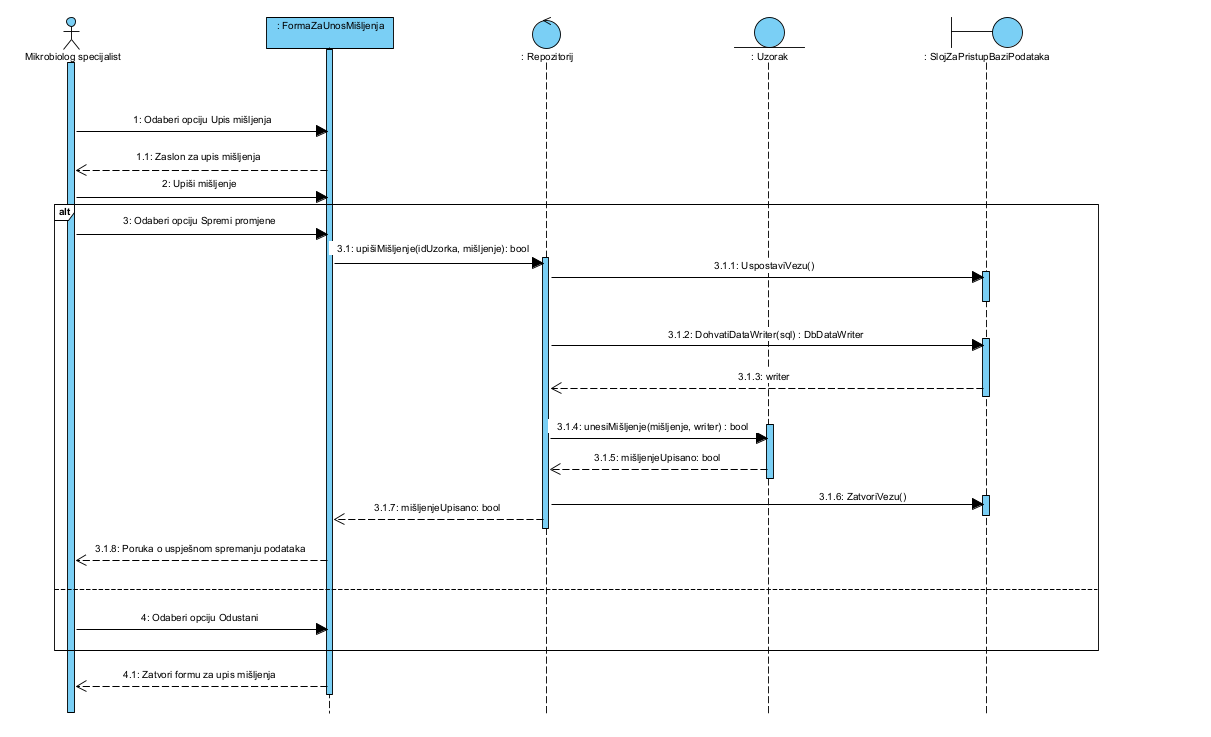 : FormaZaUnosMišljenja
Mikrobiolog specijalist
: Repozitorij
: Uzorak
: SlojZaPristupBaziPodataka
1: Odaberi opciju Upis mišljenja
1.1: Zaslon za upis mišljenja
2: Upiši mišljenje
alt
3: Odaberi opciju Spremi promjene
3.1: upišiMišljenje(idUzorka, mišljenje): bool
3.1.1: UspostaviVezu()
3.1.2: DohvatiDataWriter(sql) : DbDataWriter
3.1.3: writer
3.1.4: unesiMišljenje(mišljenje, writer) : bool
3.1.5: mišljenjeUpisano: bool
3.1.6: ZatvoriVezu()
3.1.7: mišljenjeUpisano: bool
3.1.8: Poruka o uspješnom spremanju podataka
4: Odaberi opciju Odustani
4.1: Zatvori formu za upis mišljenja